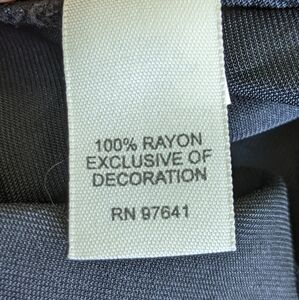 100% RAYON
EXCLUSIVE OF
DECORATION
RN 97641